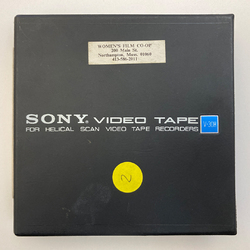 WOMEN'S FILM CO-OP
200 Main St.
Northampton, Mass. 01060
413-586-2011
SONY. VIDEO TAPE
FOR HELICAL SCAN VIDEO TAPE RECORDERS
V-30H
2